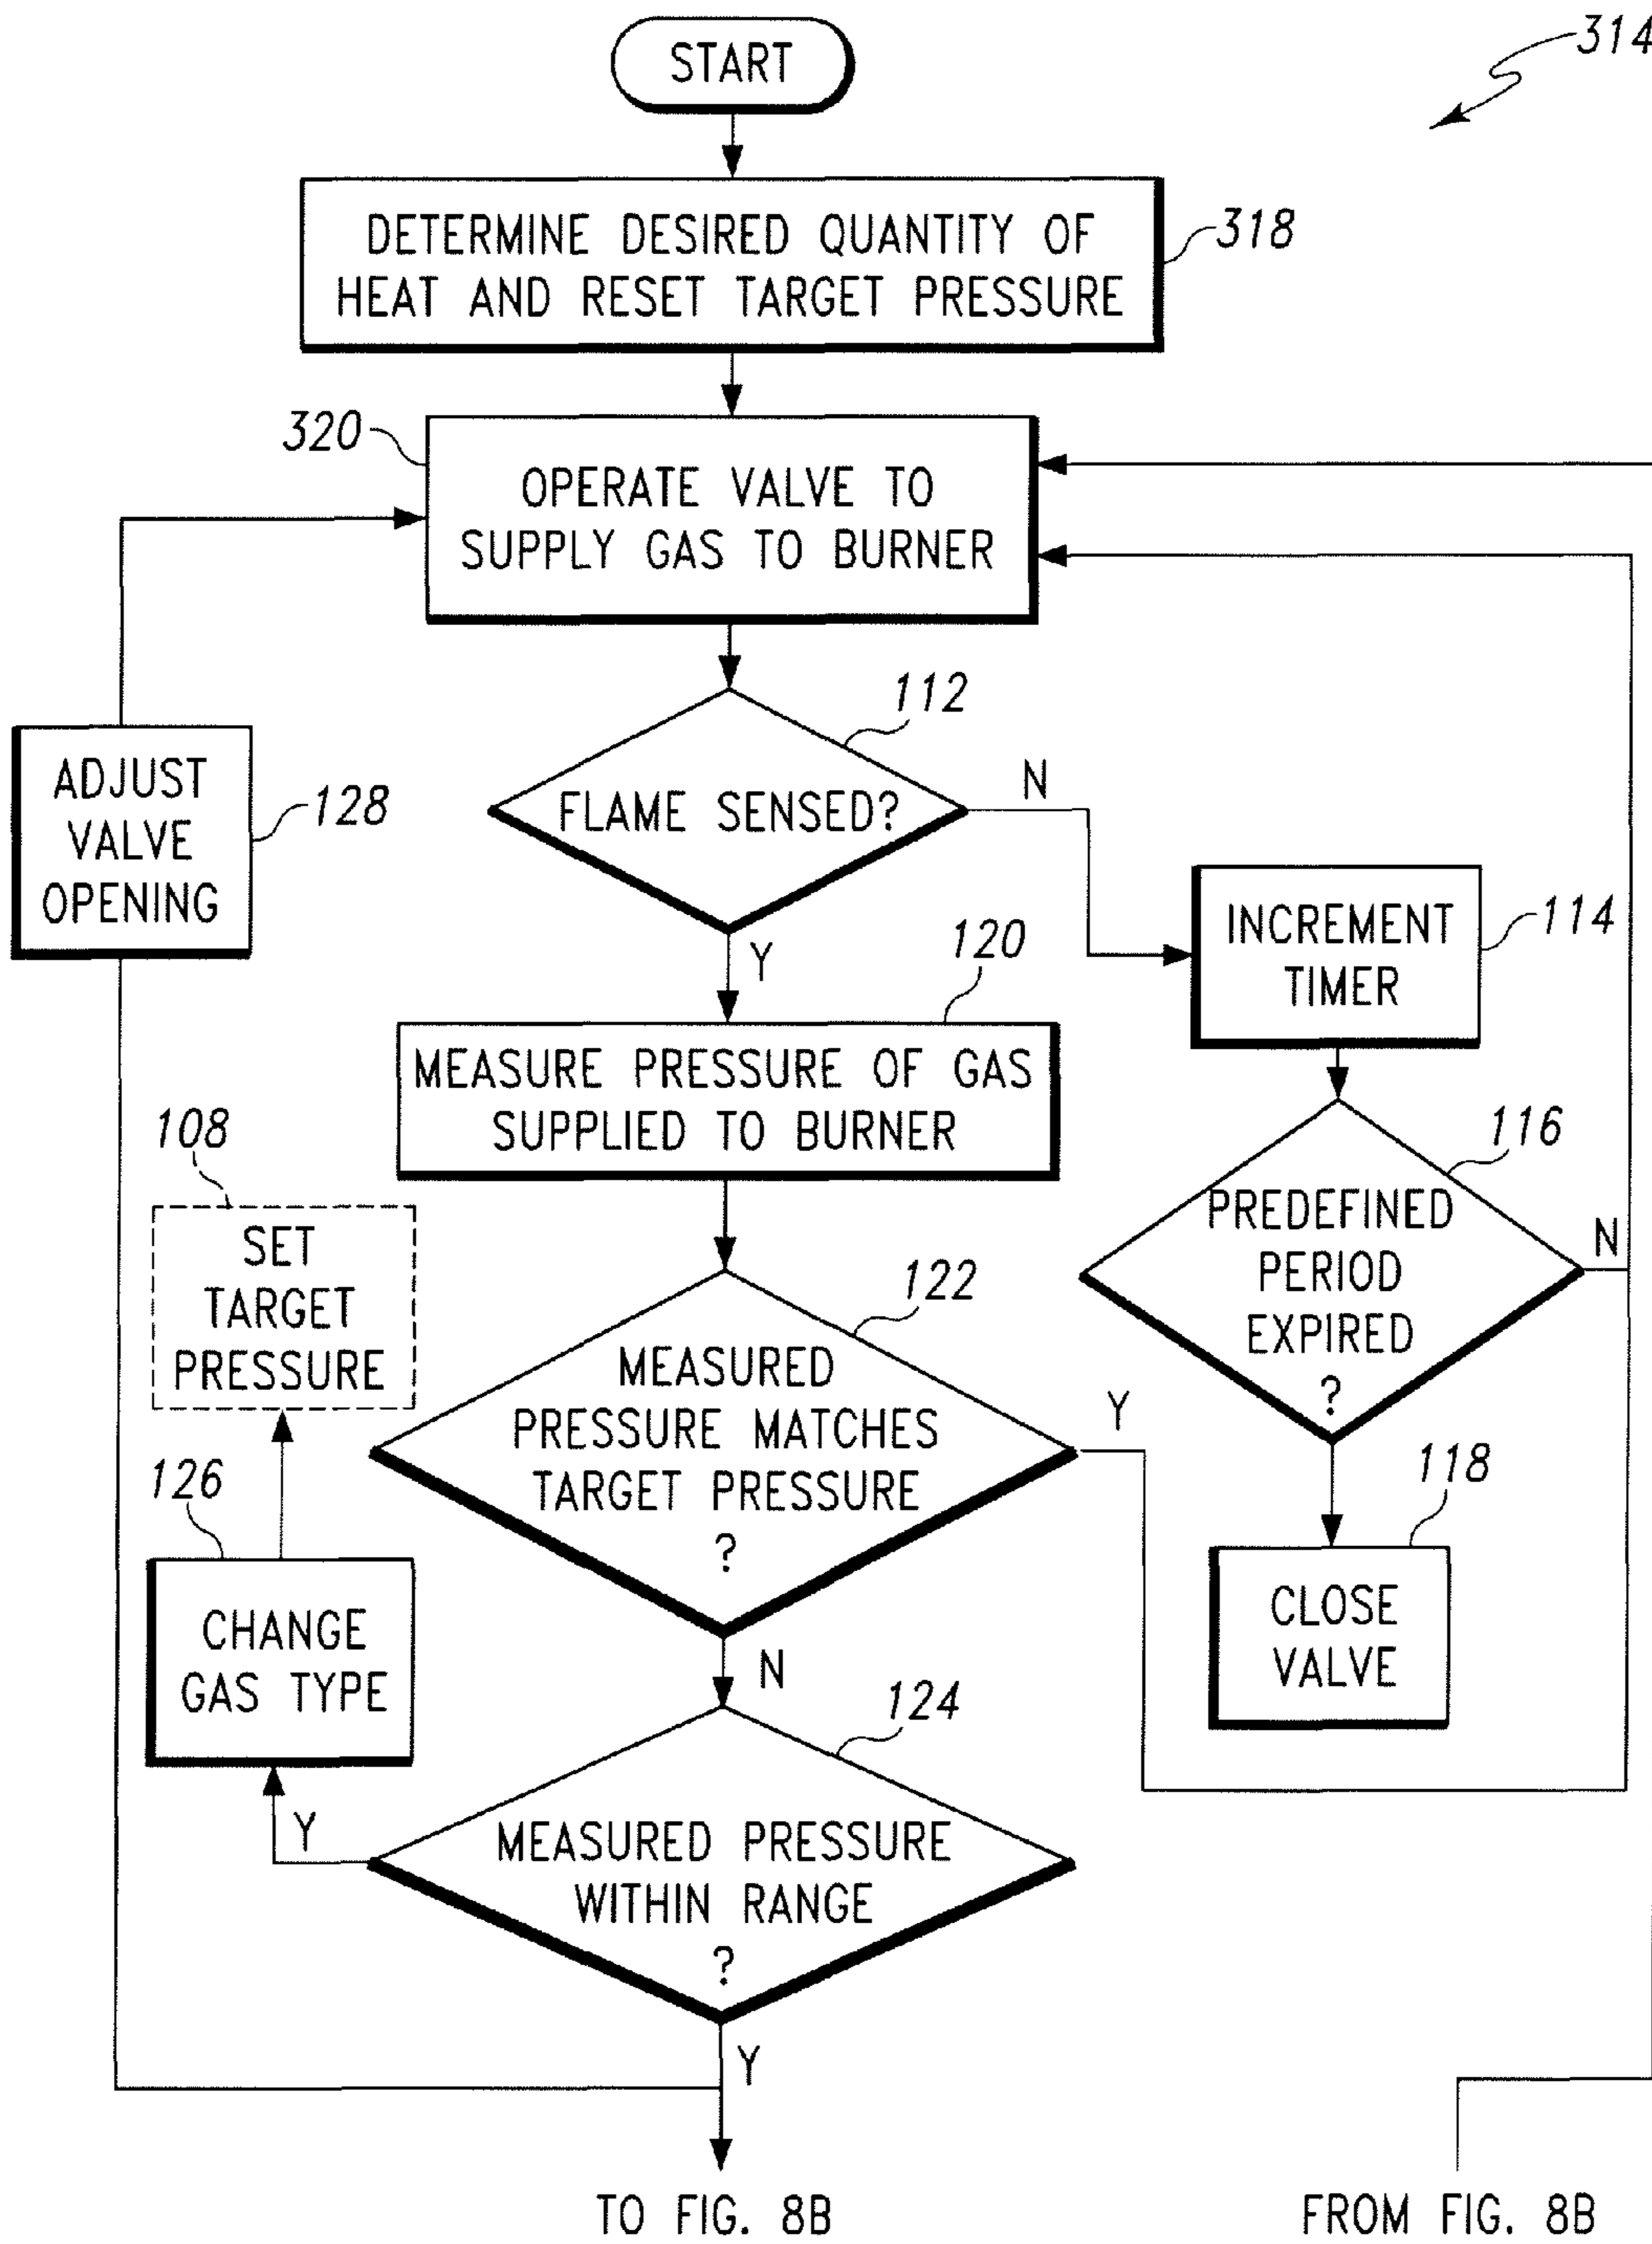 START
314
DETERMINE DESIRED QUANTITY OF
HEAT AND RESET TARGET PRESSURE
318
320
OPERATE VALVE TO
SUPPLY GAS TO BURNER
112
FLAME SENSED?
N
Y
ADJUST
VALVE
OPENING
128
INCREMENT
TIMER
114
120
MEASURE PRESSURE OF GAS
SUPPLIED TO BURNER
108
SET
TARGET
PRESSURE
116
PREDEFINED
PERIOD
EXPIRED
?
N
122
MEASURED
PRESSURE MATCHES
TARGET PRESSURE
?
Y
N
126
CHANGE
GAS TYPE
118
CLOSE
VALVE
124
MEASURED PRESSURE
WITHIN RANGE
?
Y
Y
TO FIG. 8B
FROM FIG. 8B